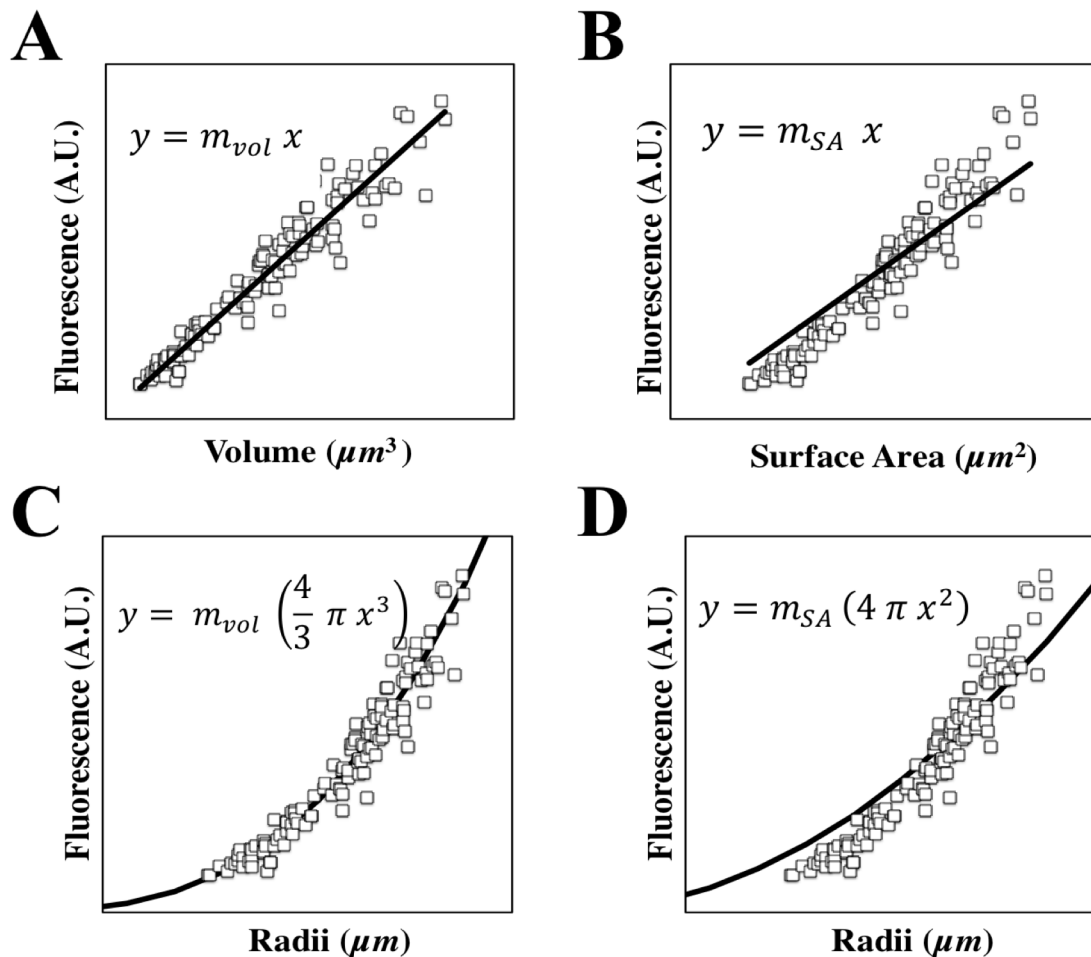 A
B
Fluorescence (A.U.)
y = m_vol x
Volume (μm³)
Fluorescence (A.U.)
y = m_SA x
Surface Area (μm²)
C
D
Fluorescence (A.U.)
y = m_vol (4/3 π x³)
Radii (μm)
Fluorescence (A.U.)
y = m_SA (4 π x²)
Radii (μm)